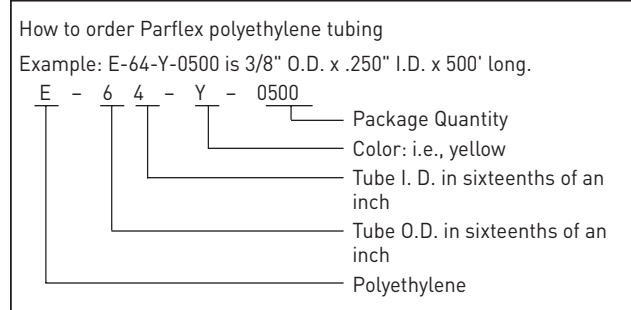 How to order Parflex polyethylene tubing
Example: E-64-Y-0500 is 3/8" O.D. x .250" I.D. x 500' long.
E – 6 4 – Y – 0500
Package Quantity
Color: i.e., yellow
Tube I. D. in sixteenths of an
inch
Tube O.D. in sixteenths of an
inch
Polyethylene